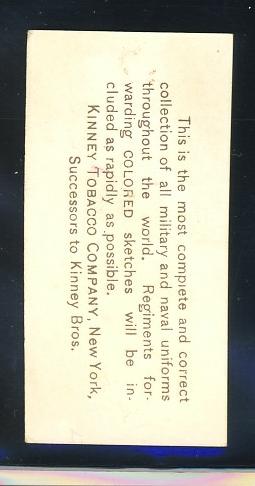 This is the most complete and correct
collection of all military and naval uniforms
throughout the world. Regiments for-
warding COLORED sketches will be in-
cluded as rapidly as possible.
KINNEY TOBACCO COMPANY, NEW YORK,
Successors to Kinney Bros.